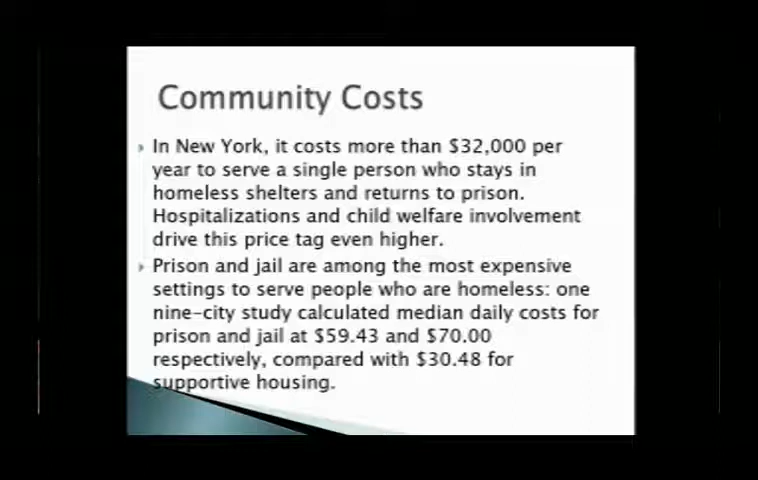 Community Costs
In New York, it costs more than $32,000 per
year to serve a single person who stays in
homeless shelters and returns to prison.
Hospitalizations and child welfare involvement
drive this price tag even higher.
Prison and jail are among the most expensive
settings to serve people who are homeless: one
nine-city study calculated median daily costs for
prison and jail at $59.43 and $70.00
respectively, compared with $30.48 for
supportive housing.